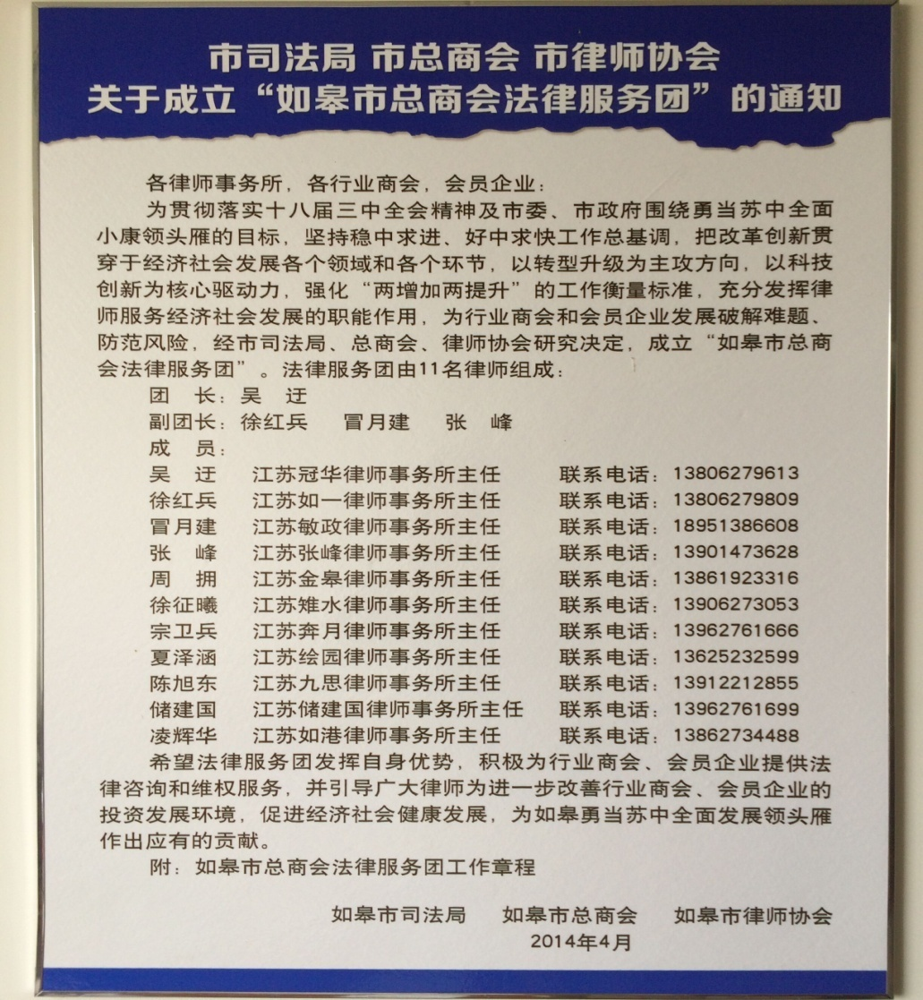 市司法局 市总商会 市律师协会
关于成立“如皋市总商会法律服务团”的通知
各律师事务所，各行业商会，会员企业：
为贯彻落实十八届三中全会精神及市委、市政府围绕勇当苏中全面
小康领头雁的目标，坚持稳中求进、好中求快工作总基调，把改革创新贯
穿于经济社会发展各个领域和各个环节，以转型升级为主攻方向，以科技
创新为核心驱动力，强化“两增加两提升”的工作衡量标准，充分发挥律
师服务经济社会发展的职能作用，为行业商会和会员企业发展破解难题、
防范风险，经市司法局、总商会、律师协会研究决定，成立“如皋市总商
会法律服务团”。法律服务团由11名律师组成：
团 长：吴 迂
副团长：徐红兵 冒月建 张 峰
成 员：
吴 迂 江苏冠华律师事务所主任 联系电话：13806279613
徐红兵 江苏如一律师事务所主任 联系电话：13806279809
冒月建 江苏敏政律师事务所主任 联系电话：18951386608
张 峰 江苏张峰律师事务所主任 联系电话：13901473628
周 拥 江苏金皋律师事务所主任 联系电话：13861923316
徐征曦 江苏雉水律师事务所主任 联系电话：13906273053
宗卫兵 江苏奔月律师事务所主任 联系电话：13962761666
夏泽涵 江苏绘园律师事务所主任 联系电话：13625232599
陈旭东 江苏九思律师事务所主任 联系电话：13912212855
储建国 江苏储建国律师事务所主任 联系电话：13962761699
凌辉华 江苏如港律师事务所主任 联系电话：13862734488
希望法律服务团发挥自身优势，积极为行业商会、会员企业提供法
律咨询和维权服务，并引导广大律师为进一步改善行业商会、会员企业的
投资发展环境，促进经济社会健康发展，为如皋勇当苏中全面发展领头雁
作出应有的贡献。
附：如皋市总商会法律服务团工作章程
如皋市司法局 如皋市总商会 如皋市律师协会
2014年4月